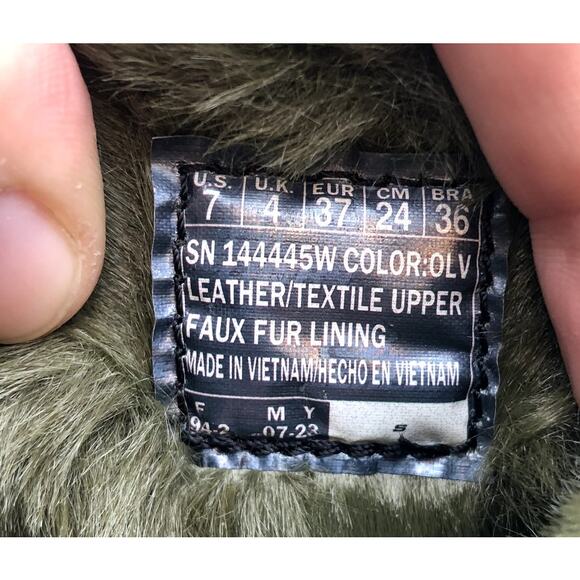 U.S. U.K. EUR CM BRA
7 4 37 24 36
SN 144445W COLOR:OLV
LEATHER/TEXTILE UPPER
FAUX FUR LINING
MADE IN VIETNAM/HECHO EN VIETNAM
F M Y
94-2 -07-23
S